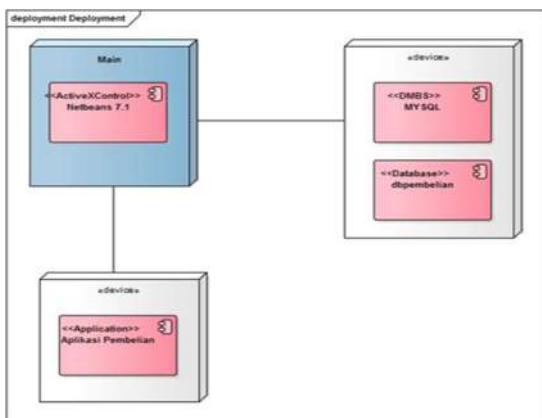 deployment Deployment
Main
<<ActiveXControl>>
Netbeans 7.1
«device»
<<DMBS>>
MYSQL
<<Database>>
dbpembelian
«device»
<<Application>>
Aplikasi Pembelian